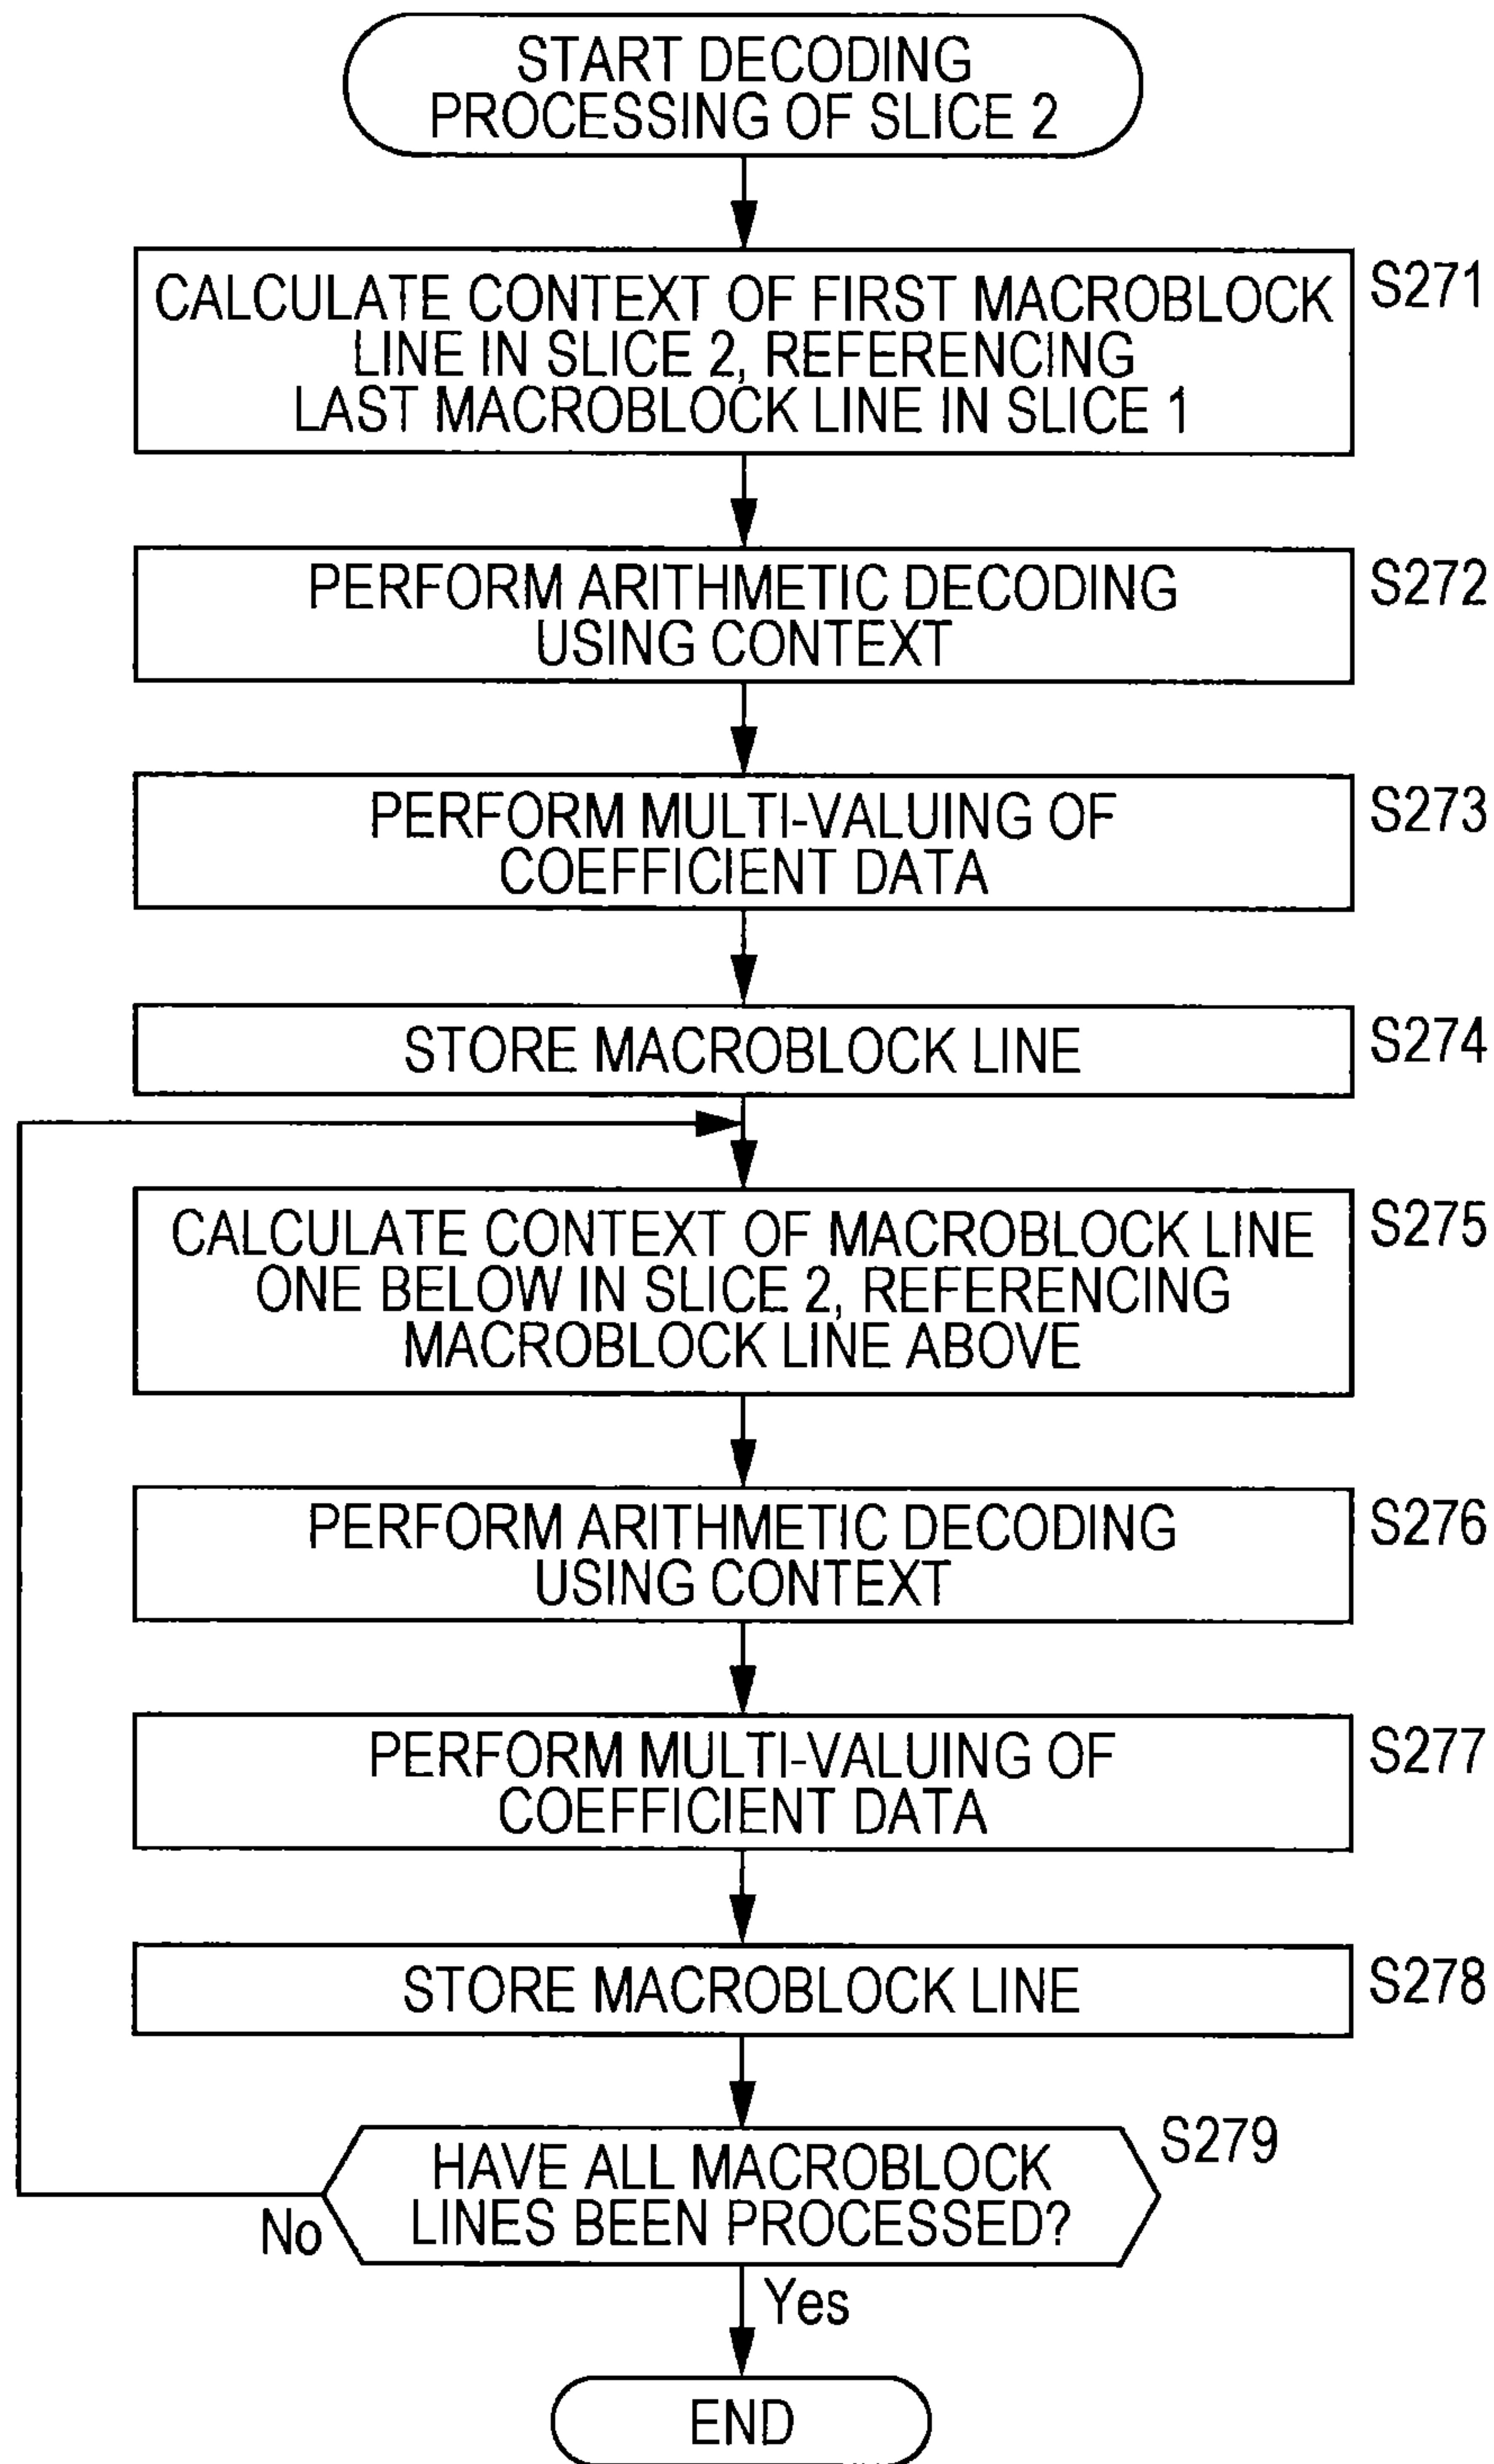 START DECODING
PROCESSING OF SLICE 2
CALCULATE CONTEXT OF FIRST MACROBLOCK
LINE IN SLICE 2, REFERENCING
LAST MACROBLOCK LINE IN SLICE 1
S271
PERFORM ARITHMETIC DECODING
USING CONTEXT
S272
PERFORM MULTI-VALUING OF
COEFFICIENT DATA
S273
STORE MACROBLOCK LINE
S274
CALCULATE CONTEXT OF MACROBLOCK LINE
ONE BELOW IN SLICE 2, REFERENCING
MACROBLOCK LINE ABOVE
S275
PERFORM ARITHMETIC DECODING
USING CONTEXT
S276
PERFORM MULTI-VALUING OF
COEFFICIENT DATA
S277
STORE MACROBLOCK LINE
S278
HAVE ALL MACROBLOCK
LINES BEEN PROCESSED?
S279
No
Yes
END